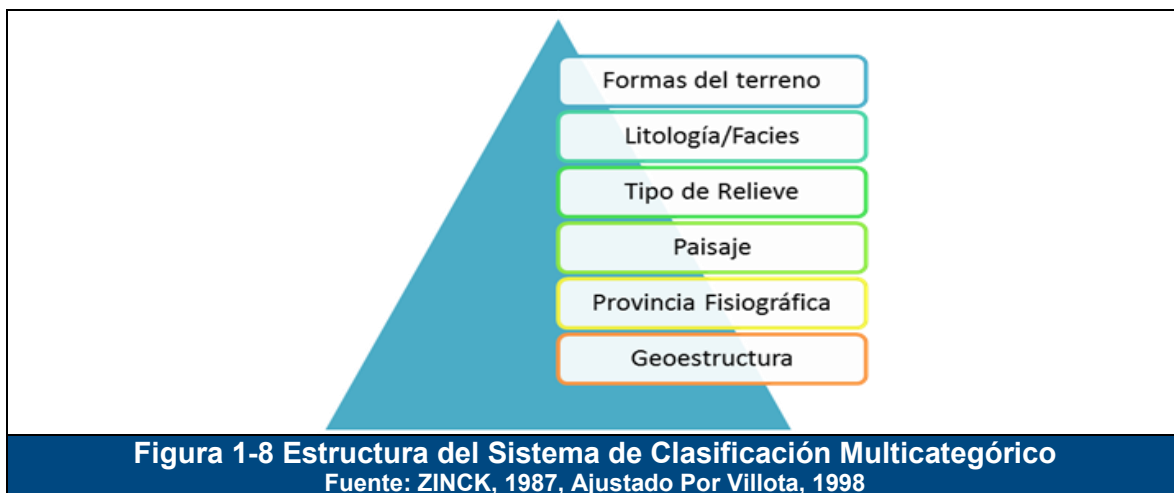 Formas del terreno
Litología/Facies
Tipo de Relieve
Paisaje
Provincia Fisiográfica
Geoestructura
Figura 1-8 Estructura del Sistema de Clasificación Multicategórico
Fuente: ZINCK, 1987, Ajustado Por Villota, 1998